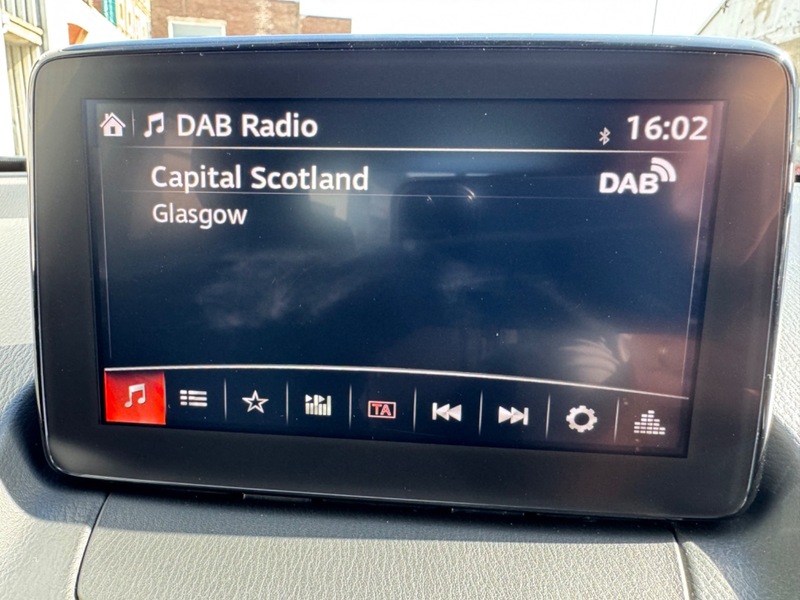 DAB Radio
16:02
Capital Scotland
DAB
Glasgow
TA